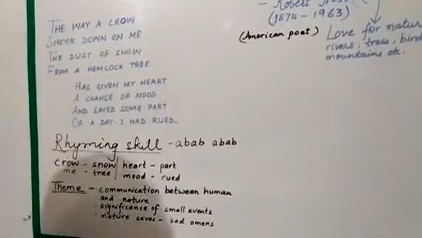 - Robert Frost
(1874 - 1963)
(American poet)
Love for nature
rivers, trees, bird
mountains etc.
THE WAY A CROW
SHOOK DOWN ON ME
THE DUST OF SNOW
FROM A HEMLOCK TREE
HAS GIVEN MY HEART
A CHANGE OF MOOD
AND SAVED SOME PART
OF A DAY I HAD RUED.
Rhyming skill - abab abab
crow - snow / heart - part
me - tree / mood - rued
Theme - communication between human
and nature
significance of small events
nature saves - bad omens